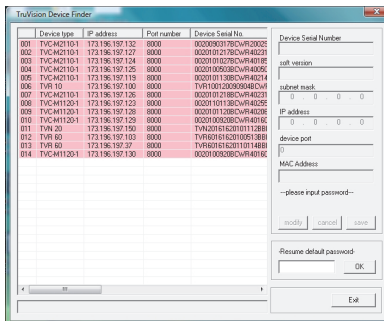 TruVision Device Finder
Device type IP address Port number Device Serial No.
001 TVC-M2110-1 173.196.197.132 8000
002 TVC-M2110-1 173.196.197.127 8000
003 TVC-M2110-1 173.196.197.124 8000
004 TVC-M2110-1 173.196.197.125 8000
005 TVC-M2110-1 173.196.197.119 8000
006 TVR 10 173.196.197.100 8000
007 TVC-M2110-1 173.196.197.126 8000
008 TVC-M1120-1 173.196.197.123 8000
009 TVC-M1120-1 173.196.197.128 8000
010 TVC-M1120-1 173.196.197.129 8000
011 TVN 20 173.196.197.150 8000
012 TVR 60 173.196.197.103 8000
013 TVR 60 173.196.197.37 8000
014 TVC-M1120-1 173.196.197.130 8000
Device Serial Number
soft version
subnet mask
0 . 0 . 0 . 0
IP address
0 . 0 . 0 . 0
device port
0
MAC Address
---please input password---
modify cancel save
-Resume default password-
OK
Exit